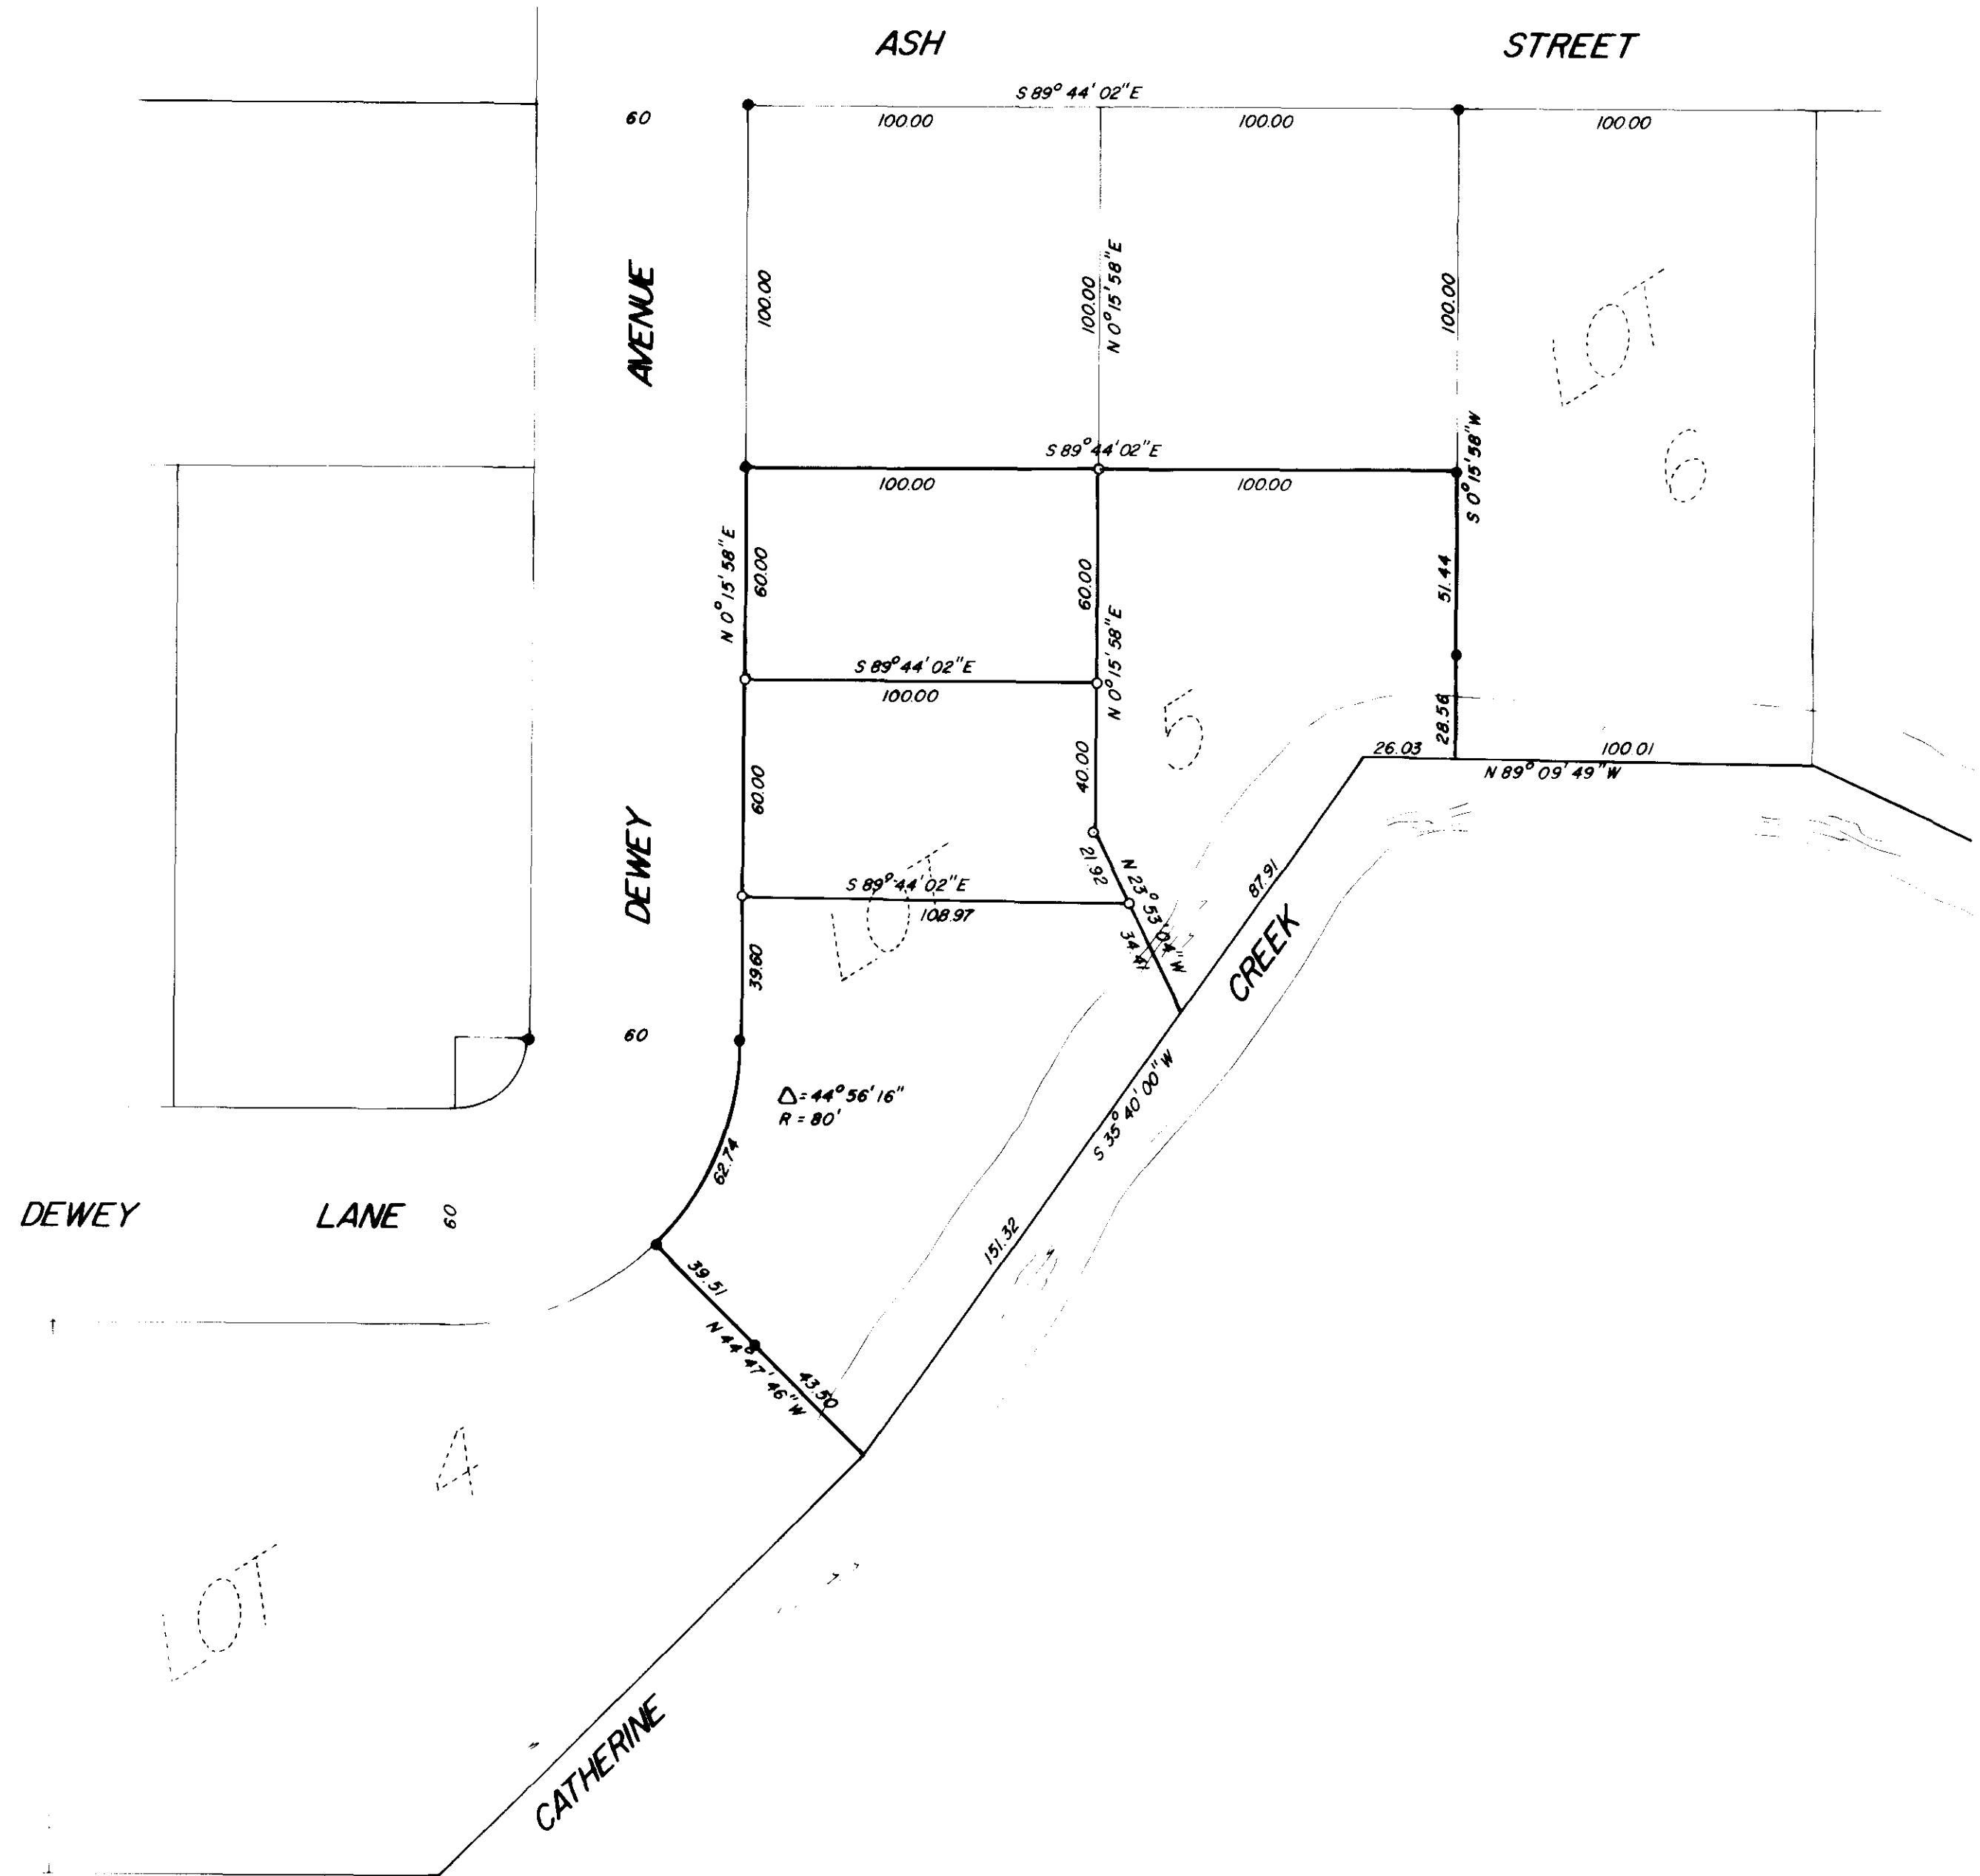 ASH STREET
S 89° 44' 02" E
60
100.00
100.00
100.00
AVENUE
100.00
100.00
N 0° 15' 58" E
100.00
LOT
6
S 89° 44' 02" E
100.00
100.00
S 0° 15' 58" W
N 0° 15' 58" E
60.00
60.00
51.44
N 0° 15' 58" E
S 89° 44' 02" E
100.00
5
28.56
26.03
100.01
N 89° 09' 49" W
60.00
40.00
DEWEY
21.92
N 23° 53' 04" W
87.91
S 89° 44' 02" E
108.97
LOT
34.41
39.60
CREEK
60
Δ = 44° 56' 16"
R = 80'
S 35° 40' 00" W
62.74
DEWEY LANE
60
151.32
39.51
N 44° 47' 46" W
43.50
4
LOT
CATHERINE